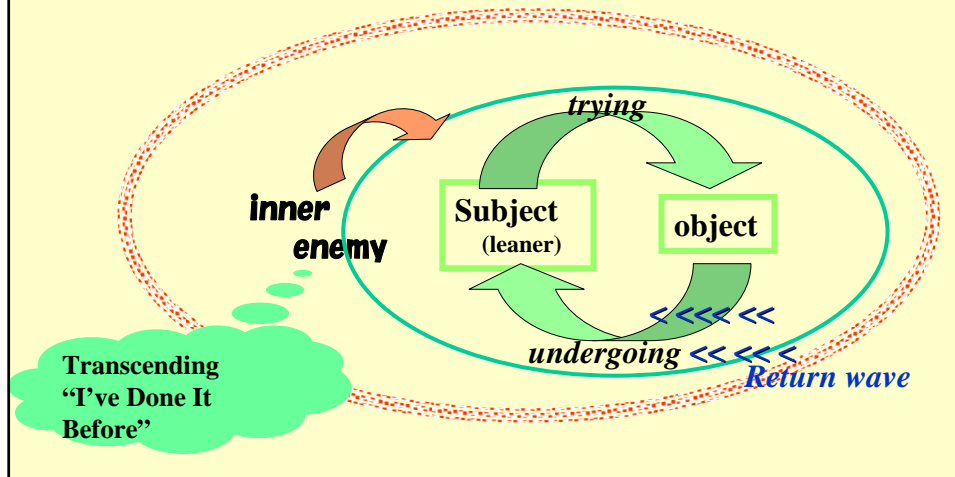 trying
inner
enemy
Subject
(leaner)
object
< <<< <<
undergoing << << <
Return wave
Transcending
“I’ve Done It
Before”